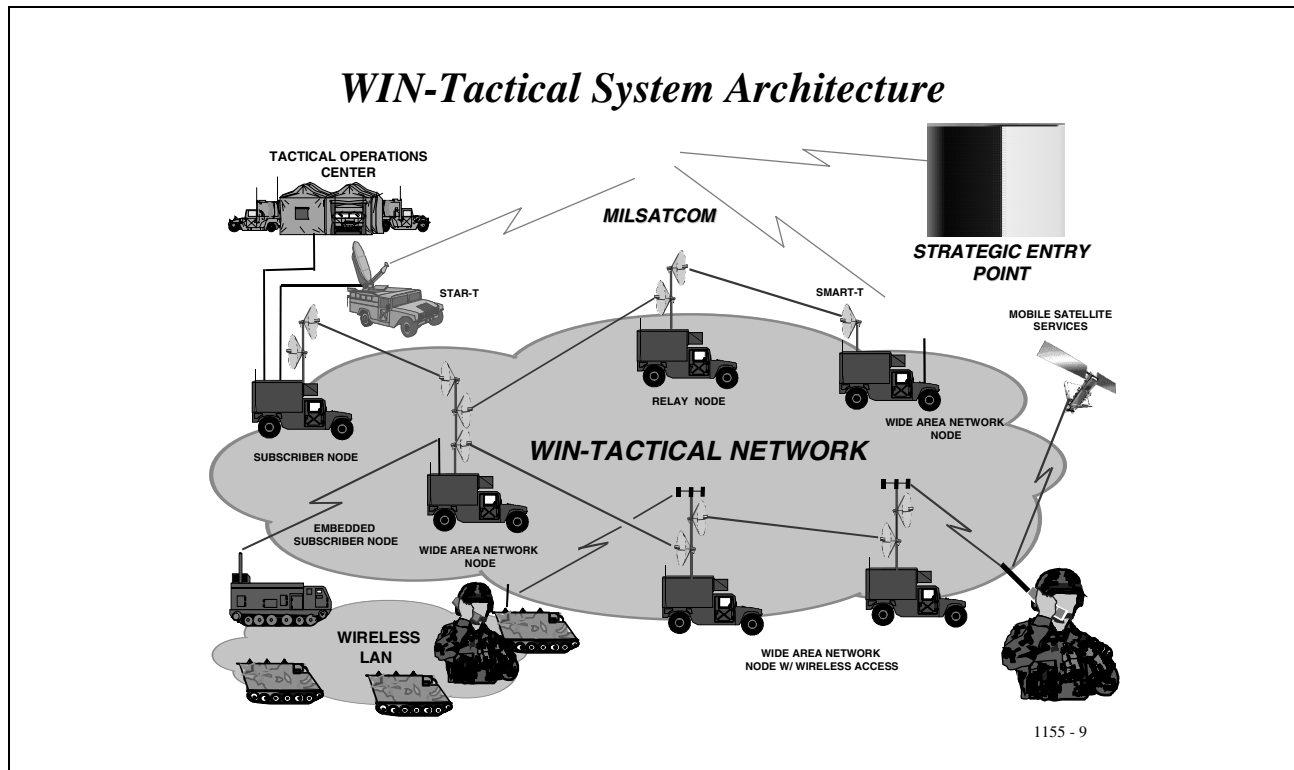 WIN-Tactical System Architecture
TACTICAL OPERATIONS
CENTER
MILSATCOM
STRATEGIC ENTRY
POINT
STAR-T
SMART-T
MOBILE SATELLITE
SERVICES
RELAY NODE
WIDE AREA NETWORK
NODE
SUBSCRIBER NODE
WIN-TACTICAL NETWORK
EMBEDDED
SUBSCRIBER NODE
WIDE AREA NETWORK
NODE
WIRELESS
LAN
WIDE AREA NETWORK
NODE W/ WIRELESS ACCESS
1155 - 9